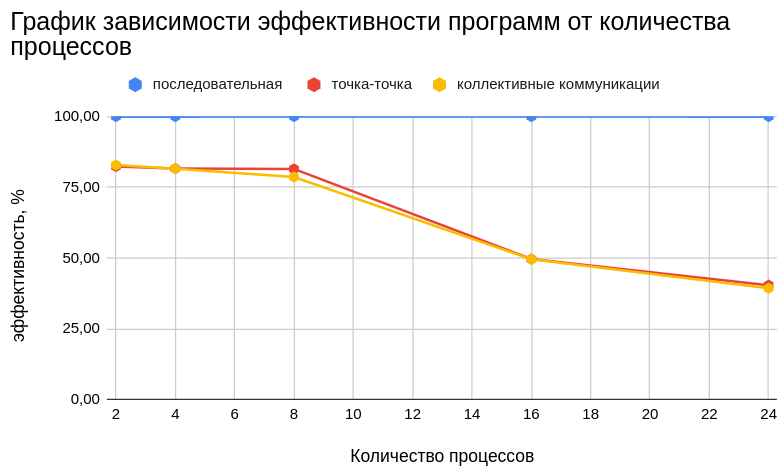 График зависимости эффективности программ от количества
процессов
последовательная точка-точка коллективные коммуникации
100,00
75,00
50,00
25,00
0,00
эффективность, %
2 4 6 8 10 12 14 16 18 20 22 24
Количество процессов